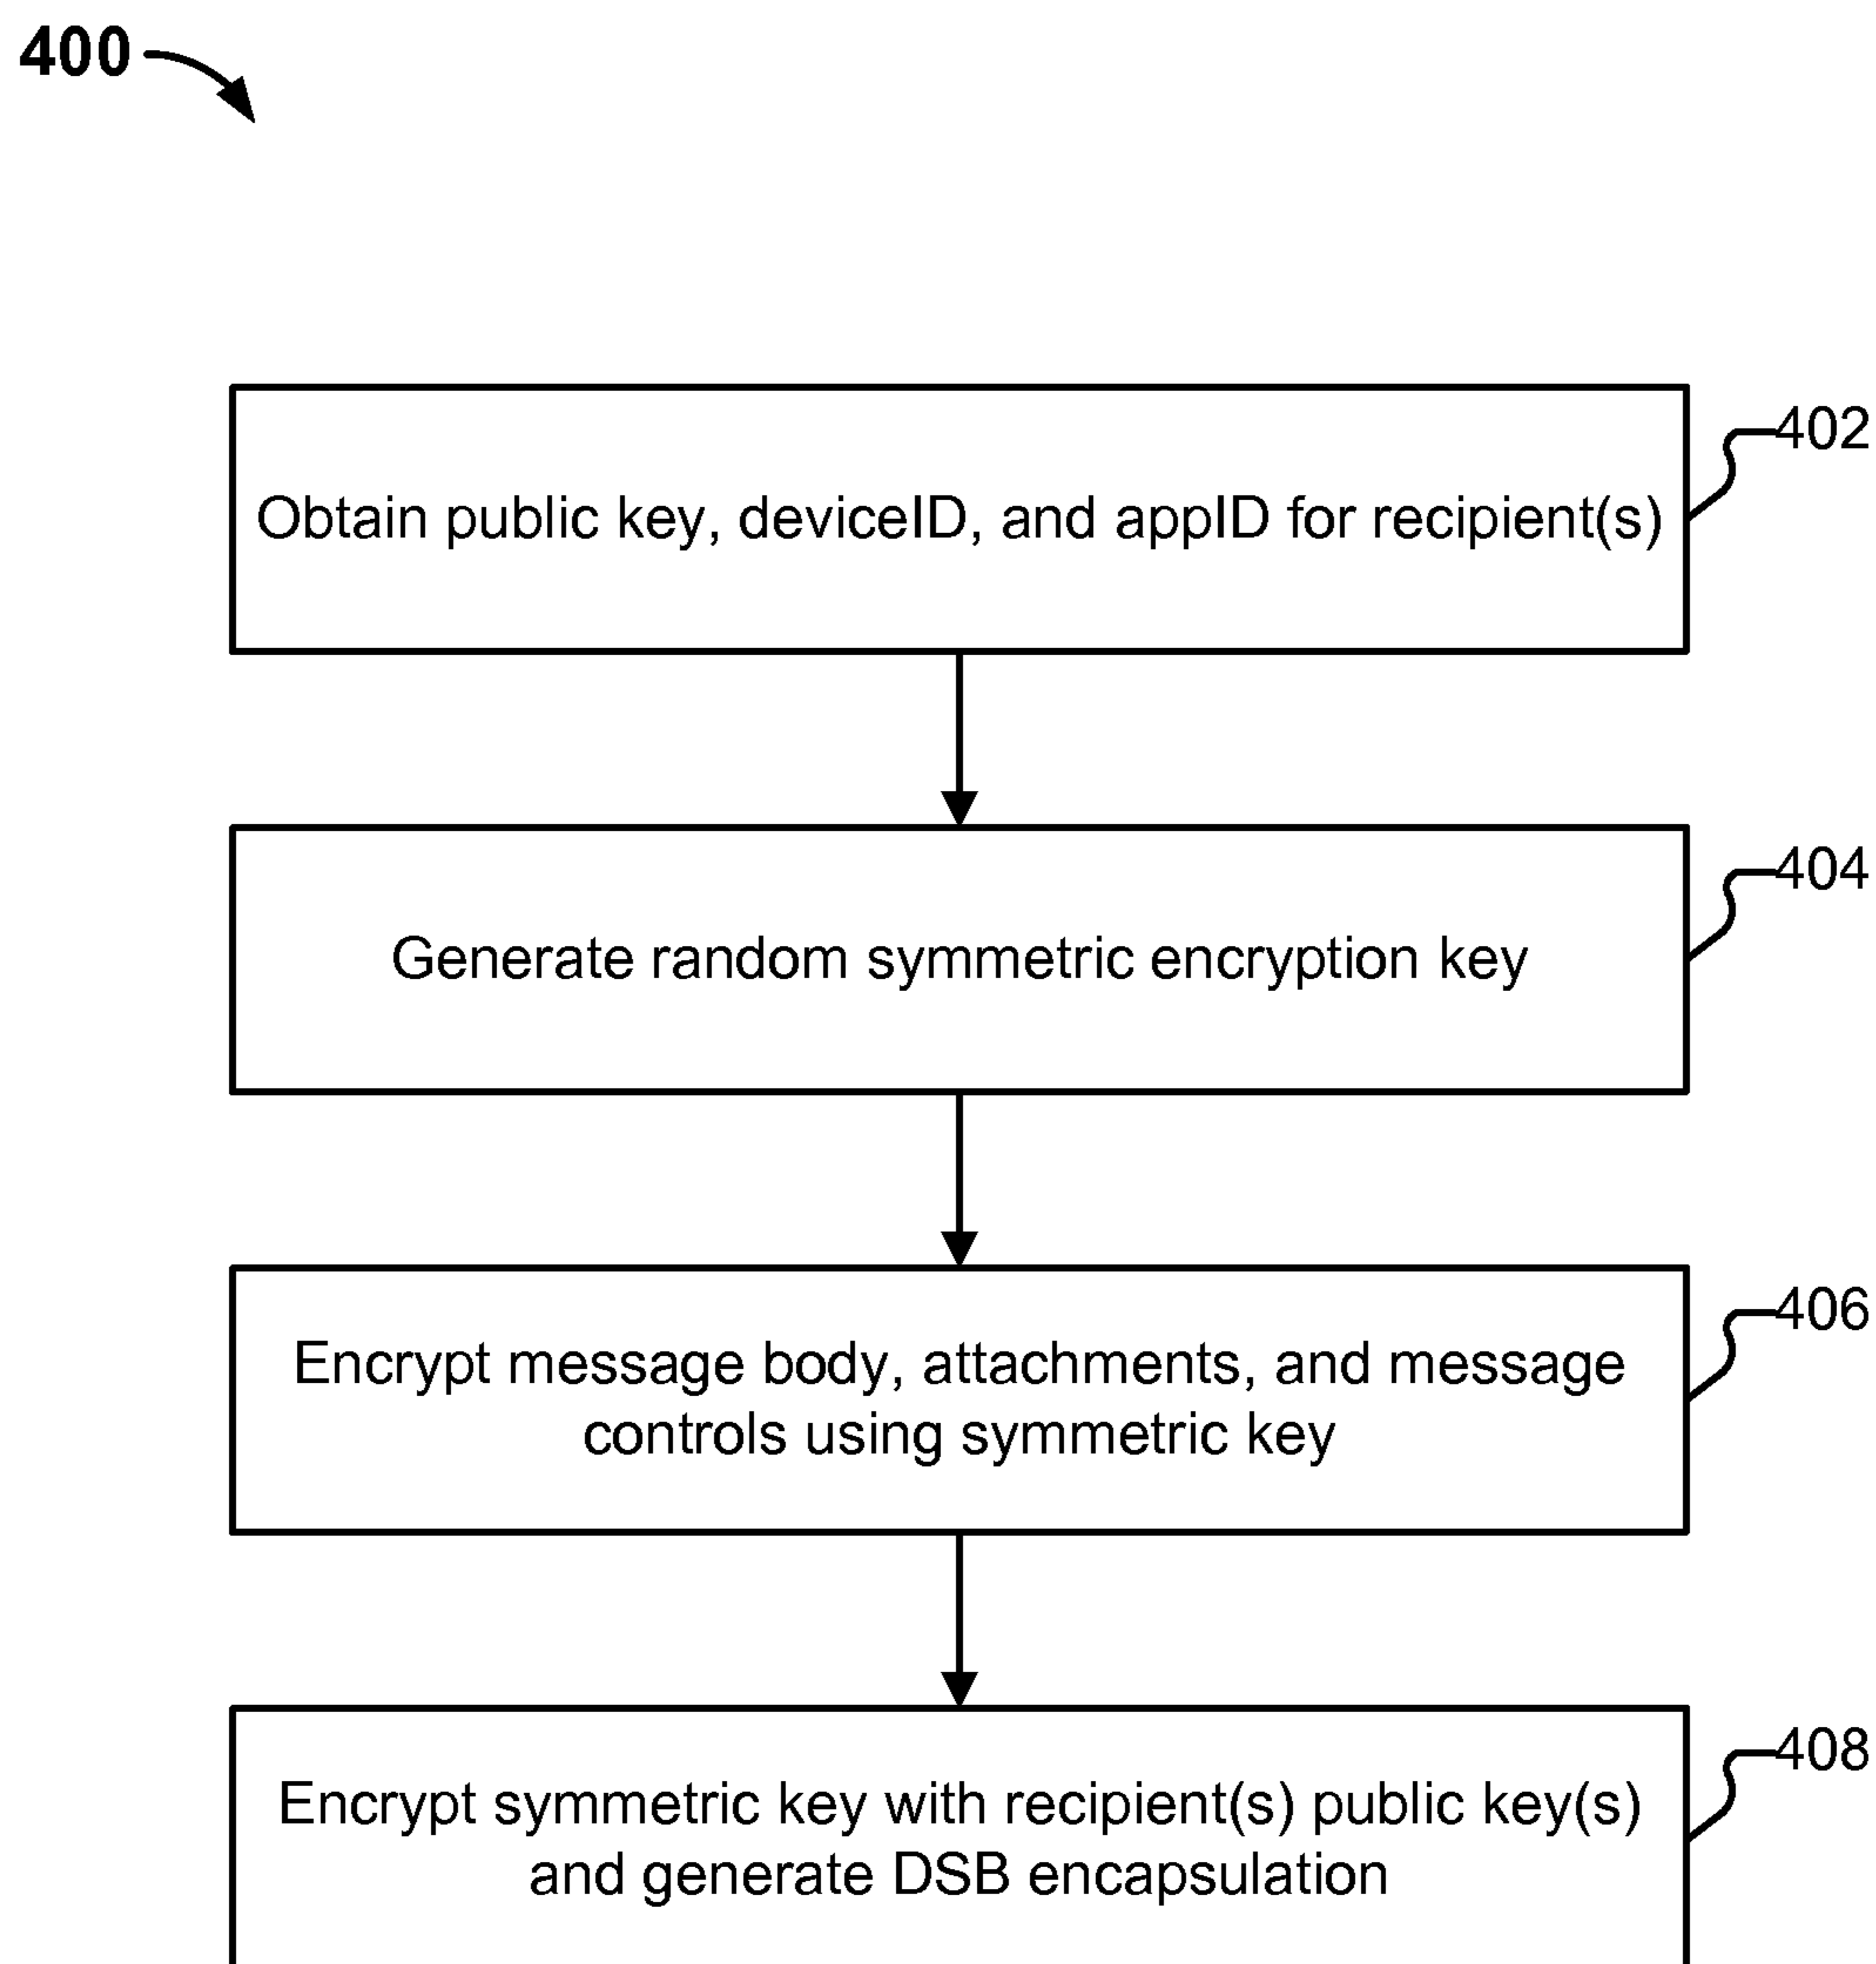 400
402
Obtain public key, deviceID, and appID for recipient(s)
404
Generate random symmetric encryption key
406
Encrypt message body, attachments, and message
controls using symmetric key
408
Encrypt symmetric key with recipient(s) public key(s)
and generate DSB encapsulation